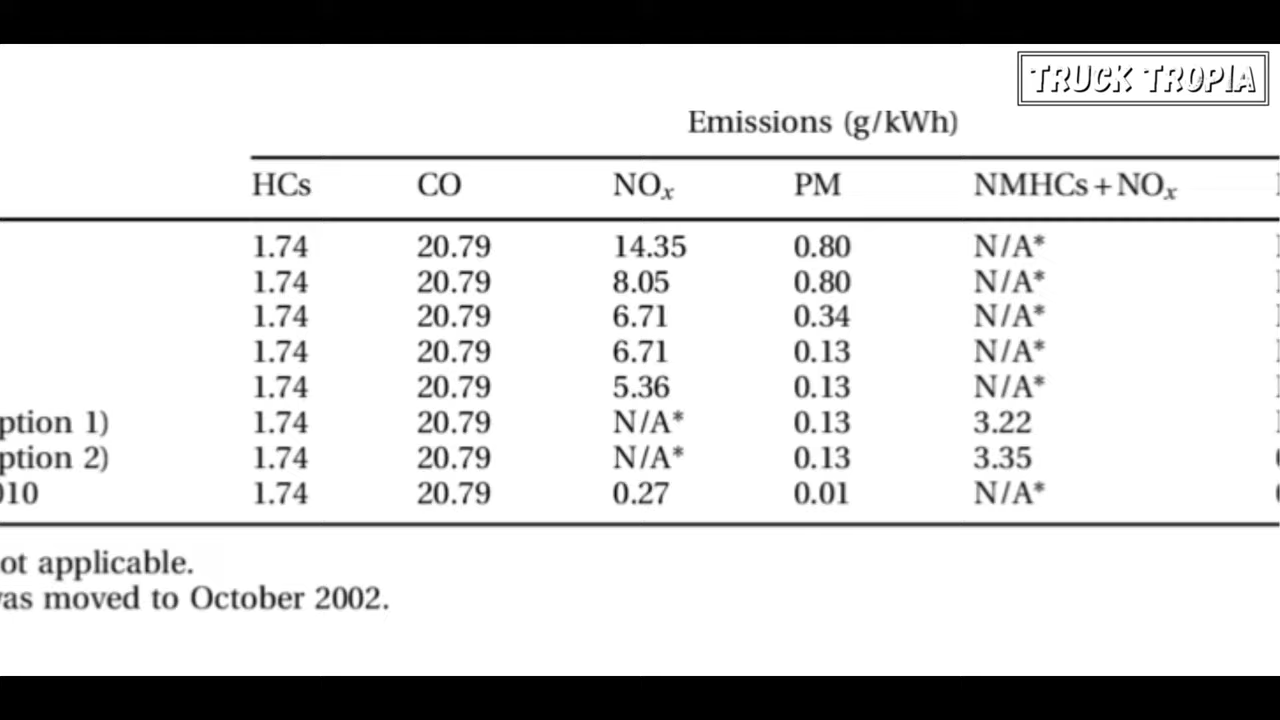 TRUCK TROPIA
Emissions (g/kWh)
HCs CO NOx PM NMHCs + NOx
1.74 20.79 14.35 0.80 N/A*
1.74 20.79 8.05 0.80 N/A*
1.74 20.79 6.71 0.34 N/A*
1.74 20.79 6.71 0.13 N/A*
1.74 20.79 5.36 0.13 N/A*
ption 1) 1.74 20.79 N/A* 0.13 3.22
ption 2) 1.74 20.79 N/A* 0.13 3.35
010 1.74 20.79 0.27 0.01 N/A*
ot applicable.
was moved to October 2002.